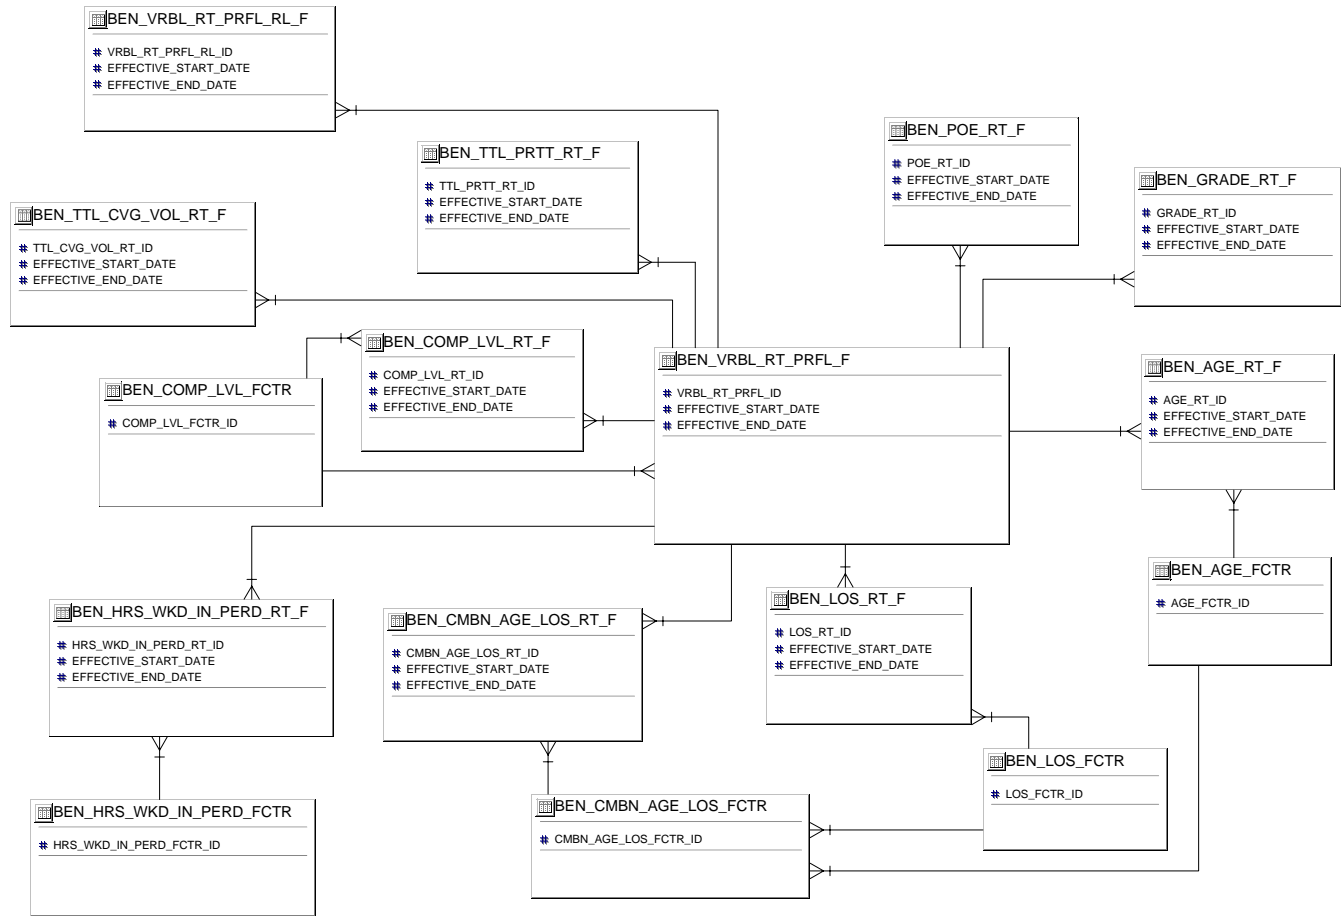 BEN_VRBL_RT_PRFL_RL_F
# VRBL_RT_PRFL_RL_ID
# EFFECTIVE_START_DATE
# EFFECTIVE_END_DATE
BEN_TTL_PRTT_RT_F
# TTL_PRTT_RT_ID
# EFFECTIVE_START_DATE
# EFFECTIVE_END_DATE
BEN_POE_RT_F
# POE_RT_ID
# EFFECTIVE_START_DATE
# EFFECTIVE_END_DATE
BEN_GRADE_RT_F
# GRADE_RT_ID
# EFFECTIVE_START_DATE
# EFFECTIVE_END_DATE
BEN_TTL_CVG_VOL_RT_F
# TTL_CVG_VOL_RT_ID
# EFFECTIVE_START_DATE
# EFFECTIVE_END_DATE
BEN_COMP_LVL_RT_F
# COMP_LVL_RT_ID
# EFFECTIVE_START_DATE
# EFFECTIVE_END_DATE
BEN_COMP_LVL_FCTR
# COMP_LVL_FCTR_ID
BEN_VRBL_RT_PRFL_F
# VRBL_RT_PRFL_ID
# EFFECTIVE_START_DATE
# EFFECTIVE_END_DATE
BEN_AGE_RT_F
# AGE_RT_ID
# EFFECTIVE_START_DATE
# EFFECTIVE_END_DATE
BEN_HRS_WKD_IN_PERD_RT_F
# HRS_WKD_IN_PERD_RT_ID
# EFFECTIVE_START_DATE
# EFFECTIVE_END_DATE
BEN_CMBN_AGE_LOS_RT_F
# CMBN_AGE_LOS_RT_ID
# EFFECTIVE_START_DATE
# EFFECTIVE_END_DATE
BEN_LOS_RT_F
# LOS_RT_ID
# EFFECTIVE_START_DATE
# EFFECTIVE_END_DATE
BEN_AGE_FCTR
# AGE_FCTR_ID
BEN_HRS_WKD_IN_PERD_FCTR
# HRS_WKD_IN_PERD_FCTR_ID
BEN_CMBN_AGE_LOS_FCTR
# CMBN_AGE_LOS_FCTR_ID
BEN_LOS_FCTR
# LOS_FCTR_ID